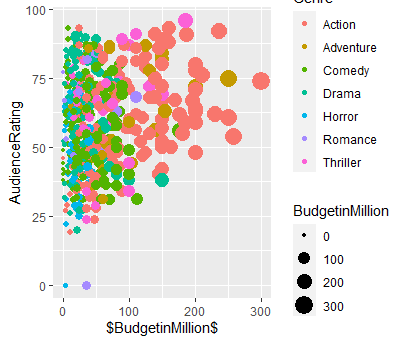 Genre
Action
Adventure
Comedy
Drama
Horror
Romance
Thriller
BudgetinMillion
0
100
200
300
AudienceRating
100
75
50
25
0
0
100
200
300
$BudgetinMillion$